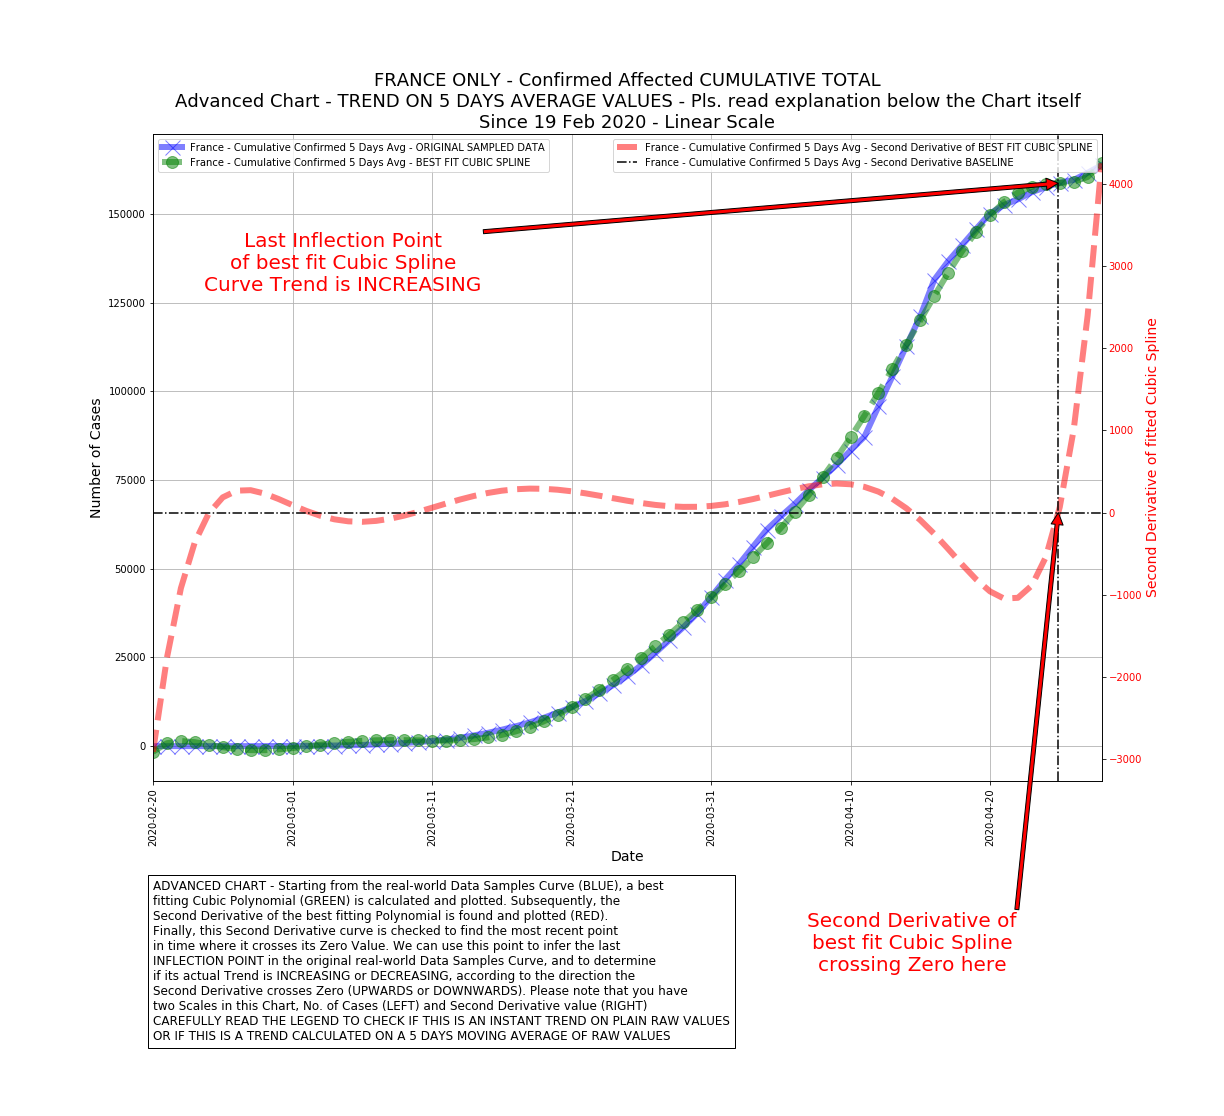 FRANCE ONLY - Confirmed Affected CUMULATIVE TOTAL
Advanced Chart - TREND ON 5 DAYS AVERAGE VALUES - Pls. read explanation below the Chart itself
Since 19 Feb 2020 - Linear Scale
France - Cumulative Confirmed 5 Days Avg - ORIGINAL SAMPLED DATA
France - Cumulative Confirmed 5 Days Avg - BEST FIT CUBIC SPLINE
France - Cumulative Confirmed 5 Days Avg - Second Derivative of BEST FIT CUBIC SPLINE
France - Cumulative Confirmed 5 Days Avg - Second Derivative BASELINE
Last Inflection Point
of best fit Cubic Spline
Curve Trend is INCREASING
Number of Cases
150000
125000
100000
75000
50000
25000
0
4000
3000
2000
1000
0
−1000
−2000
−3000
Second Derivative of fitted Cubic Spline
2020-02-20
2020-03-01
2020-03-11
2020-03-21
2020-03-31
2020-04-10
2020-04-20
Date
ADVANCED CHART - Starting from the real-world Data Samples Curve (BLUE), a best
fitting Cubic Polynomial (GREEN) is calculated and plotted. Subsequently, the
Second Derivative of the best fitting Polynomial is found and plotted (RED).
Finally, this Second Derivative curve is checked to find the most recent point
in time where it crosses its Zero Value. We can use this point to infer the last
INFLECTION POINT in the original real-world Data Samples Curve, and to determine
if its actual Trend is INCREASING or DECREASING, according to the direction the
Second Derivative crosses Zero (UPWARDS or DOWNWARDS). Please note that you have
two Scales in this Chart, No. of Cases (LEFT) and Second Derivative value (RIGHT)
CAREFULLY READ THE LEGEND TO CHECK IF THIS IS AN INSTANT TREND ON PLAIN RAW VALUES
OR IF THIS IS A TREND CALCULATED ON A 5 DAYS MOVING AVERAGE OF RAW VALUES
Second Derivative of
best fit Cubic Spline
crossing Zero here